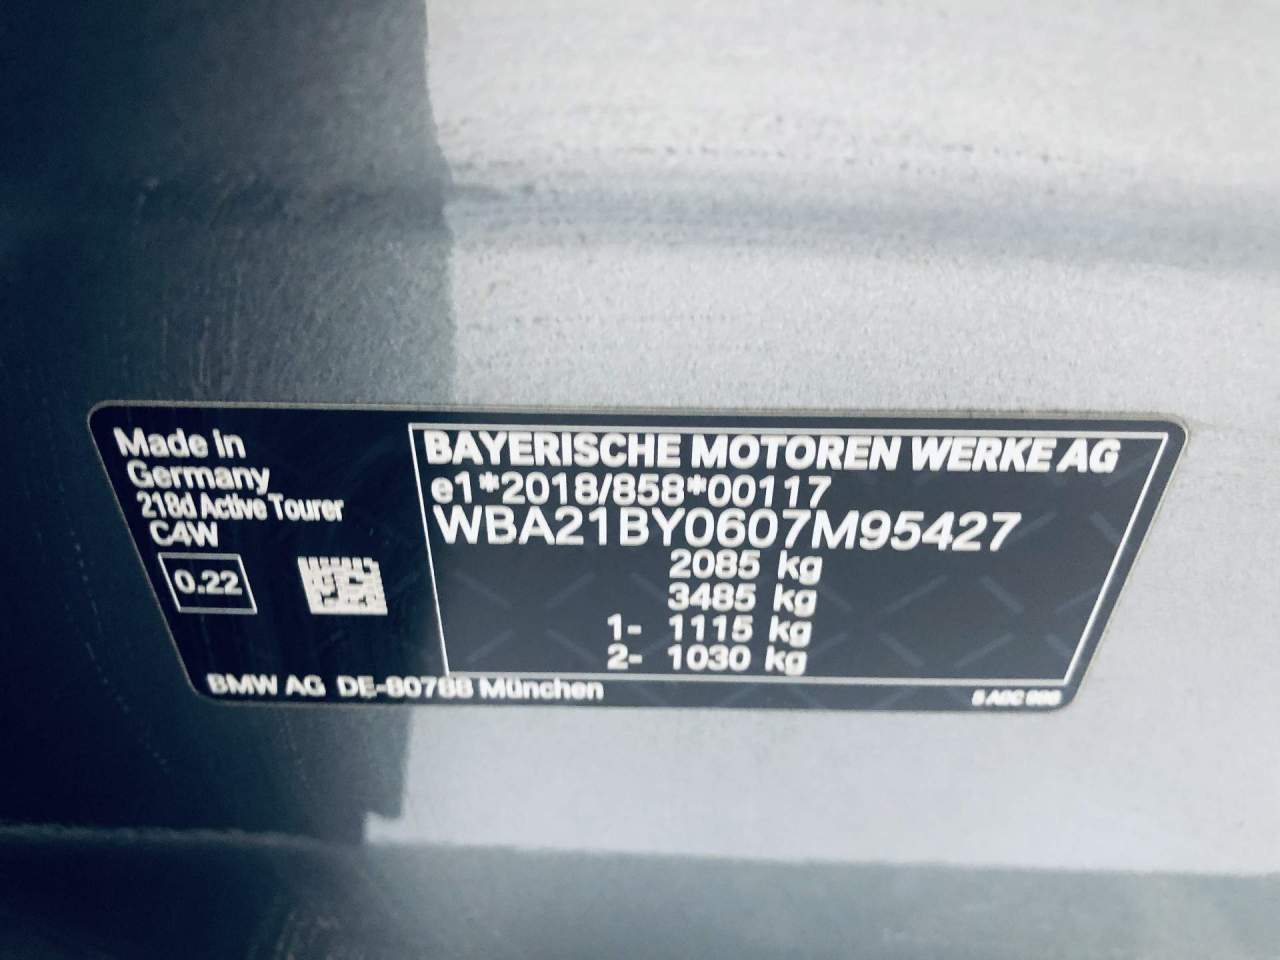 Made in
Germany
218d Active Tourer
C4W
0.22
BAYERISCHE MOTOREN WERKE AG
e1*2018/858*00117
WBA21BY0607M95427
2085 kg
3485 kg
1- 1115 kg
2- 1030 kg
BMW AG DE-80788 München